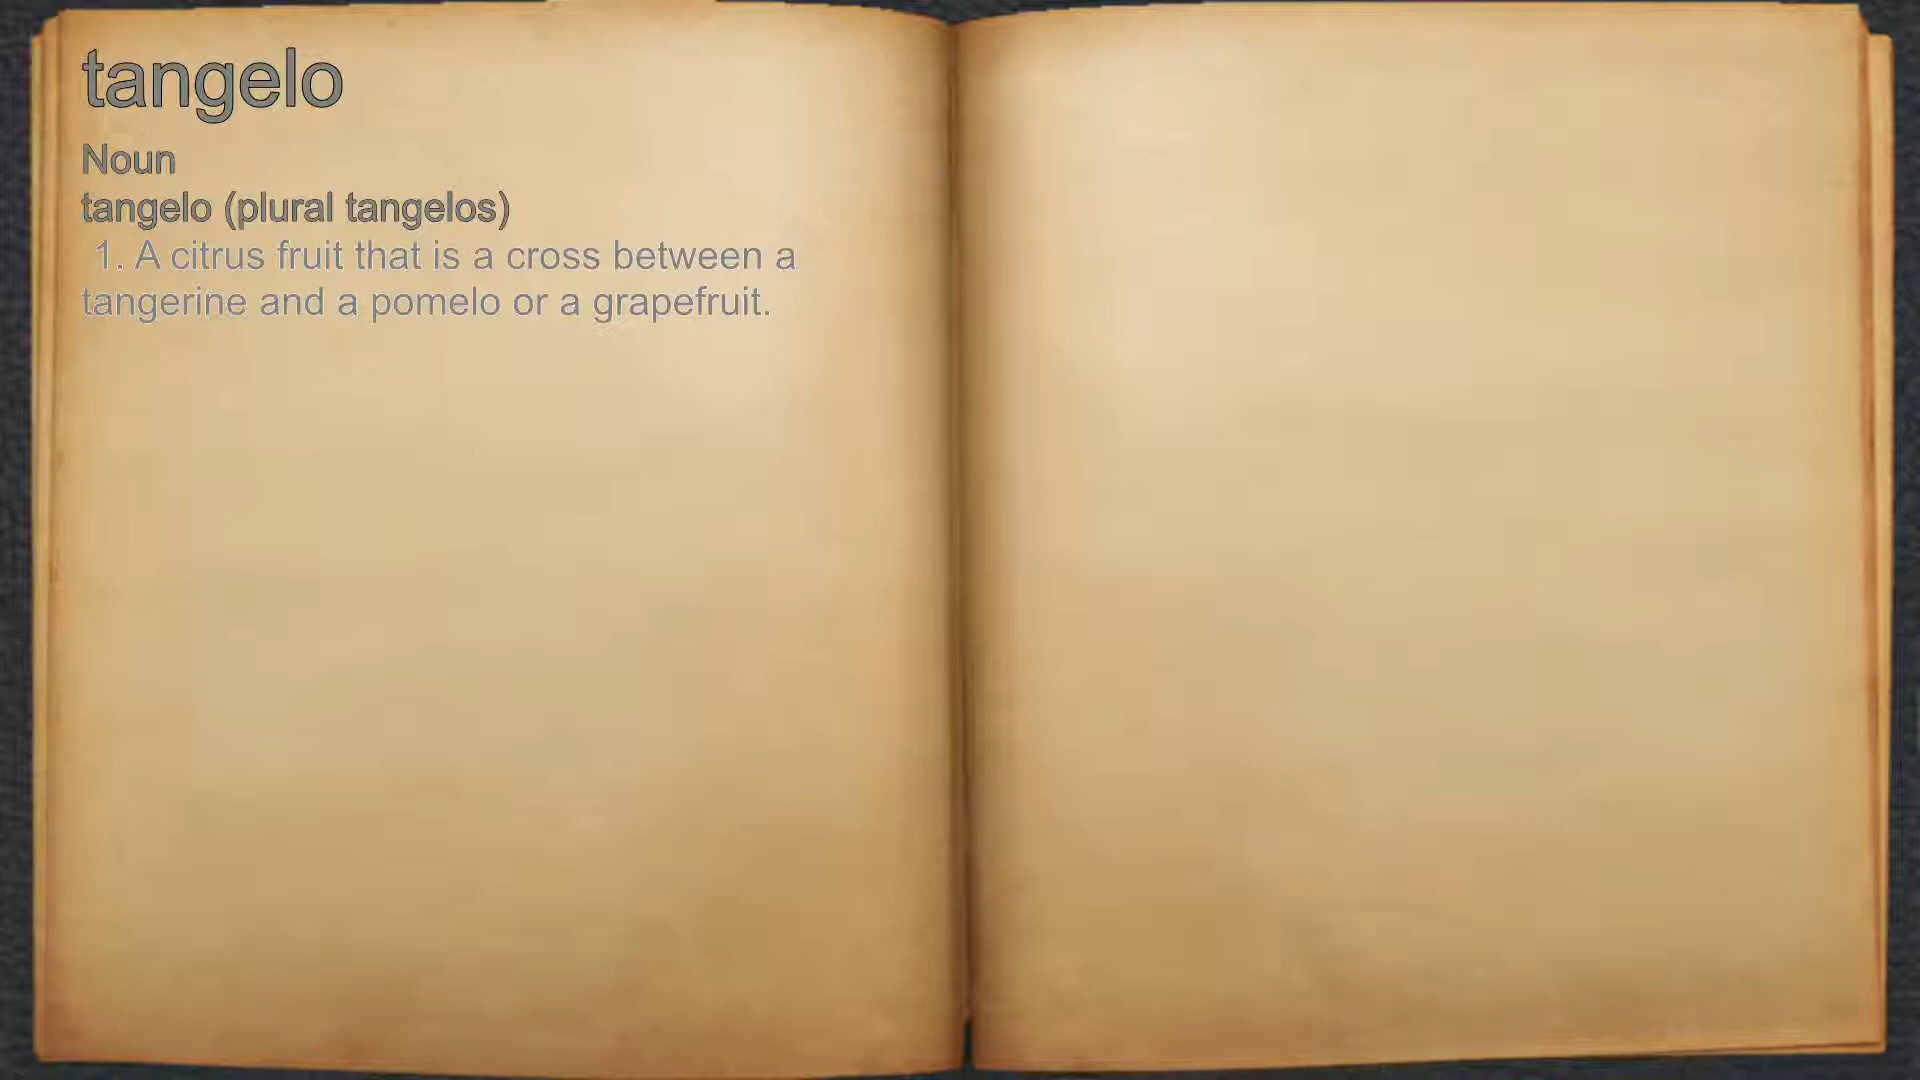 tangelo
Noun
tangelo (plural tangelos)
1. A citrus fruit that is a cross between a
tangerine and a pomelo or a grapefruit.